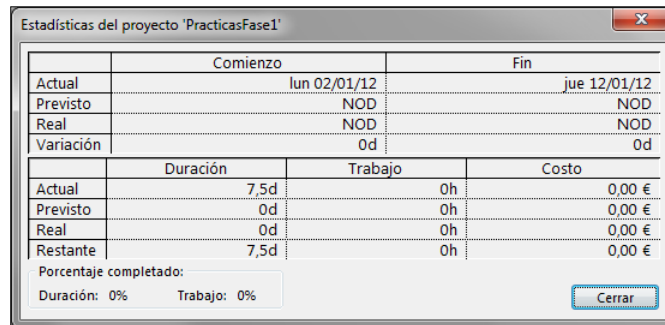 Estadísticas del proyecto 'PracticasFase1'
Comienzo Fin
Actual lun 02/01/12 jue 12/01/12
Previsto NOD NOD
Real NOD NOD
Variación 0d 0d
Duración Trabajo Costo
Actual 7,5d 0h 0,00 €
Previsto 0d 0h 0,00 €
Real 0d 0h 0,00 €
Restante 7,5d 0h 0,00 €
Porcentaje completado:
Duración: 0% Trabajo: 0% Cerrar